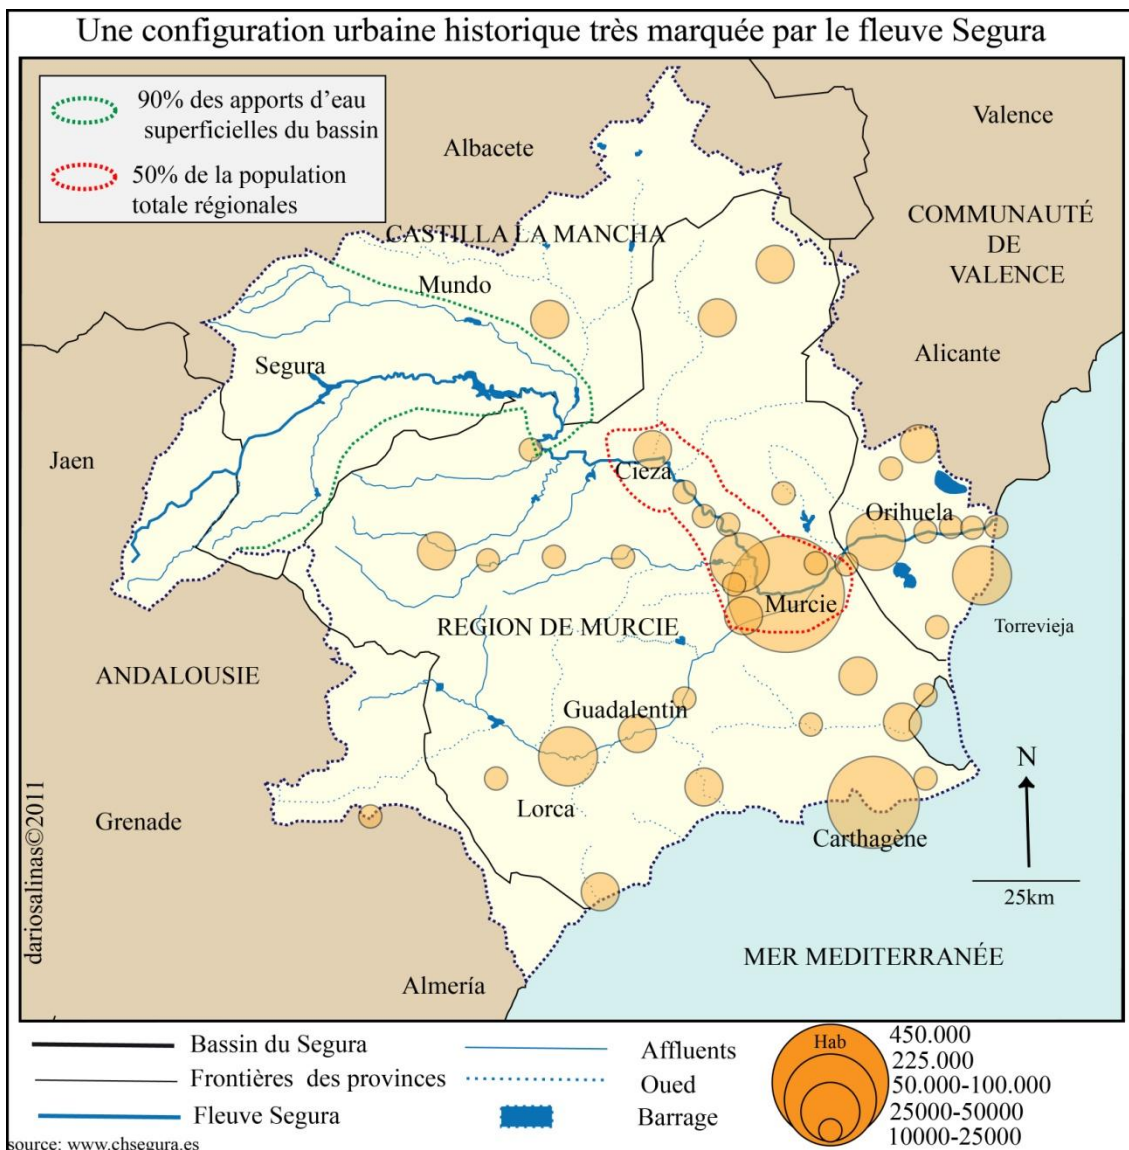 Une configuration urbaine historique très marquée par le fleuve Segura
90% des apports d'eau
superficielles du bassin
50% de la population
totale régionales
Albacete
Valence
CASTILLA LA MANCHA
COMMUNAUTÉ
DE
VALENCE
Mundo
Segura
Alicante
Jaen
Cieza
Orihuela
Murcie
REGION DE MURCIE
Torrevieja
ANDALOUSIE
Guadalentin
N
Lorca
Grenade
Carthagène
25km
MER MEDITERRANÉE
Almería
dariosalinas©2011
Bassin du Segura
Frontières des provinces
Fleuve Segura
Affluents
Oued
Barrage
Hab
450.000
225.000
50.000-100.000
25000-50000
10000-25000
source: www.chsegura.es